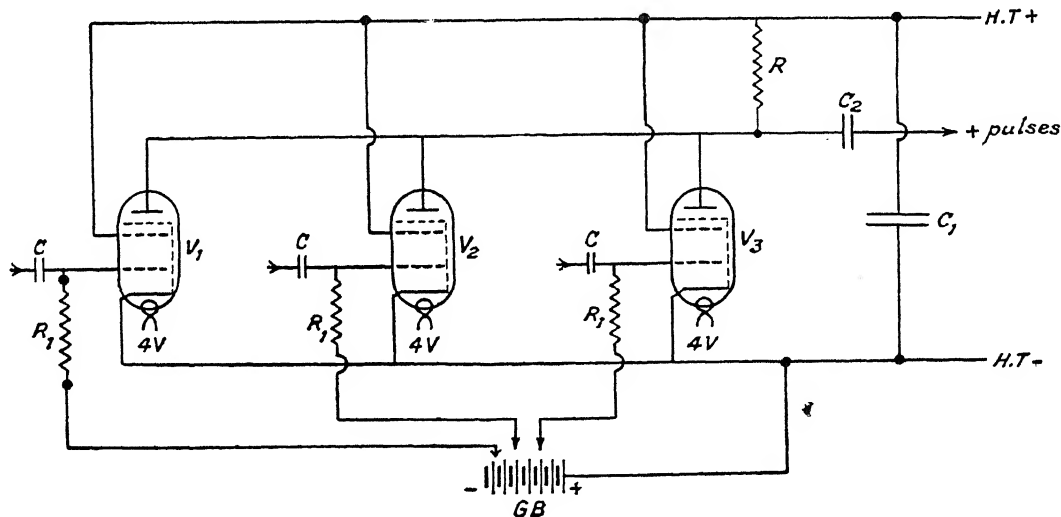 H.T+
R
C2
+ pulses
C
V1
C
V2
C
V3
C1
R1
4V
R1
4V
R1
4V
H.T-
- +
GB